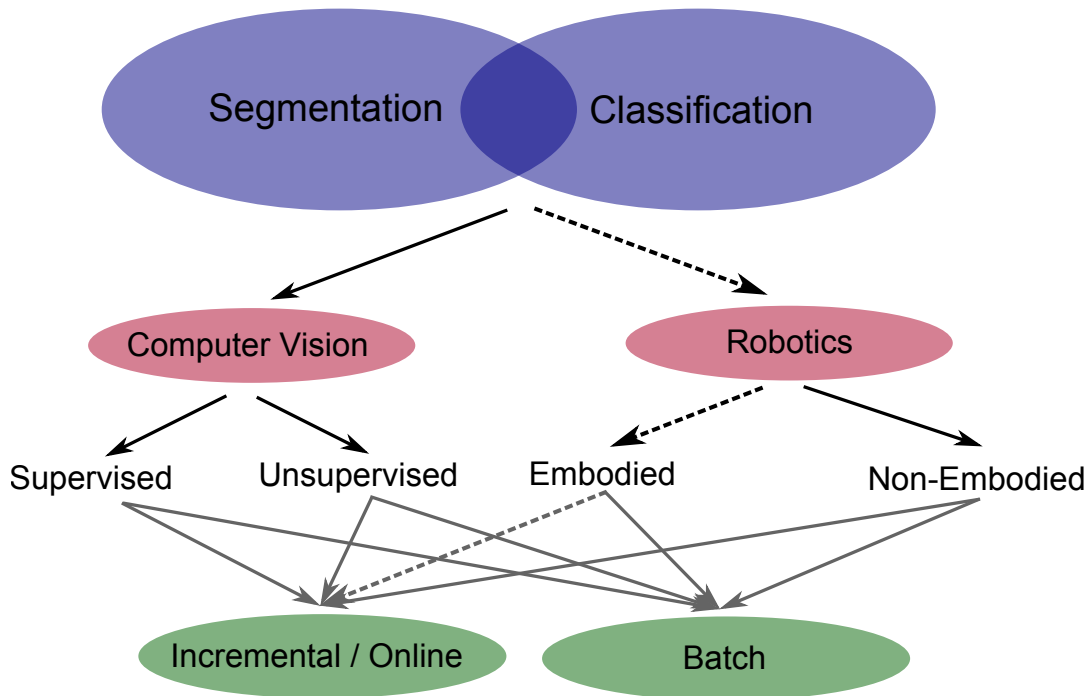 Segmentation
Classification
Computer Vision
Robotics
Supervised
Unsupervised
Embodied
Non-Embodied
Incremental / Online
Batch